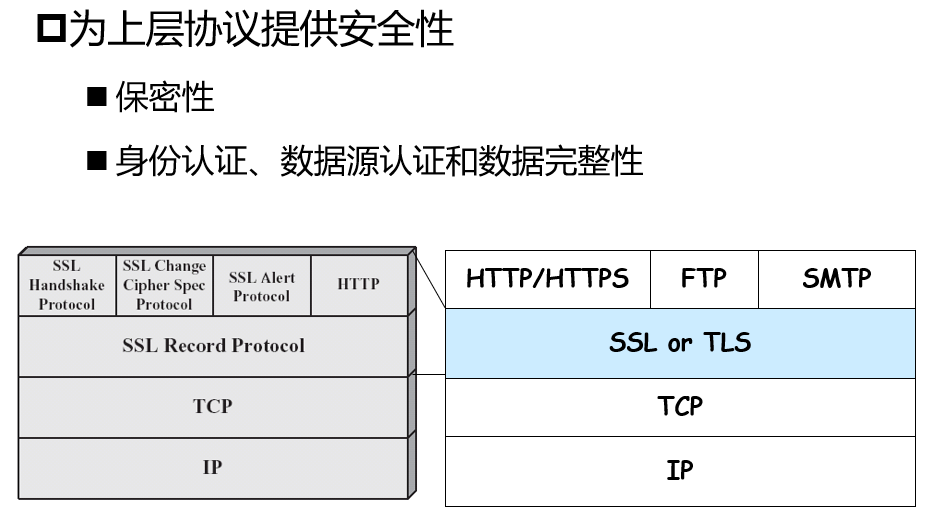 为上层协议提供安全性
保密性
身份认证、数据源认证和数据完整性
SSL
Handshake
Protocol
SSL Change
Cipher Spec
Protocol
SSL Alert
Protocol
HTTP
SSL Record Protocol
TCP
IP
HTTP/HTTPS
FTP
SMTP
SSL or TLS
TCP
IP